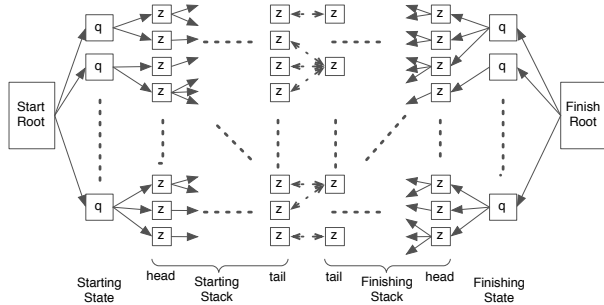 z z z z
q z z q
z z z z
q z z q
Start Root
z z z
Finish Root
z z z z
q z z z q
z z z z
head tail tail head
Starting State
Starting Stack
Finishing Stack
Finishing State